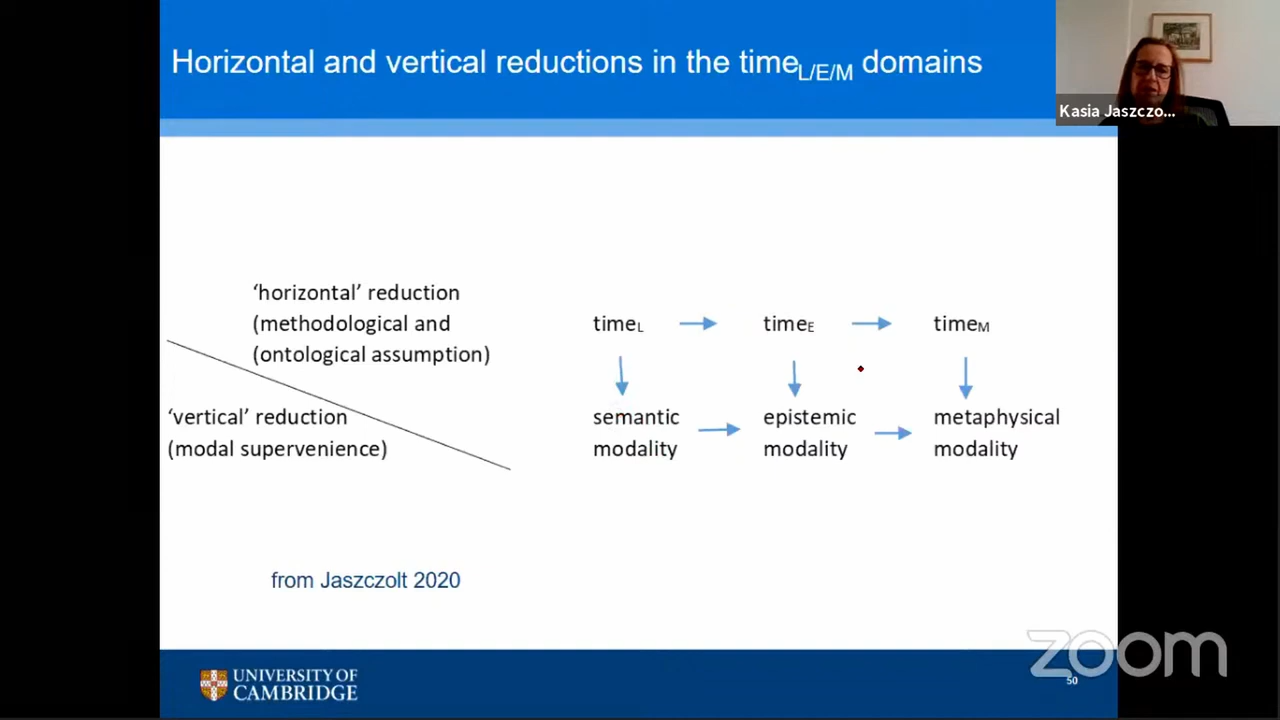 Horizontal and vertical reductions in the timeL/E/M domains
Kasia Jaszczo...
‘horizontal’ reduction
(methodological and
(ontological assumption)
timeL
timeE
timeM
‘vertical’ reduction
(modal supervenience)
semantic
modality
epistemic
modality
metaphysical
modality
from Jaszczolt 2020
UNIVERSITY OF
CAMBRIDGE
zoom
50